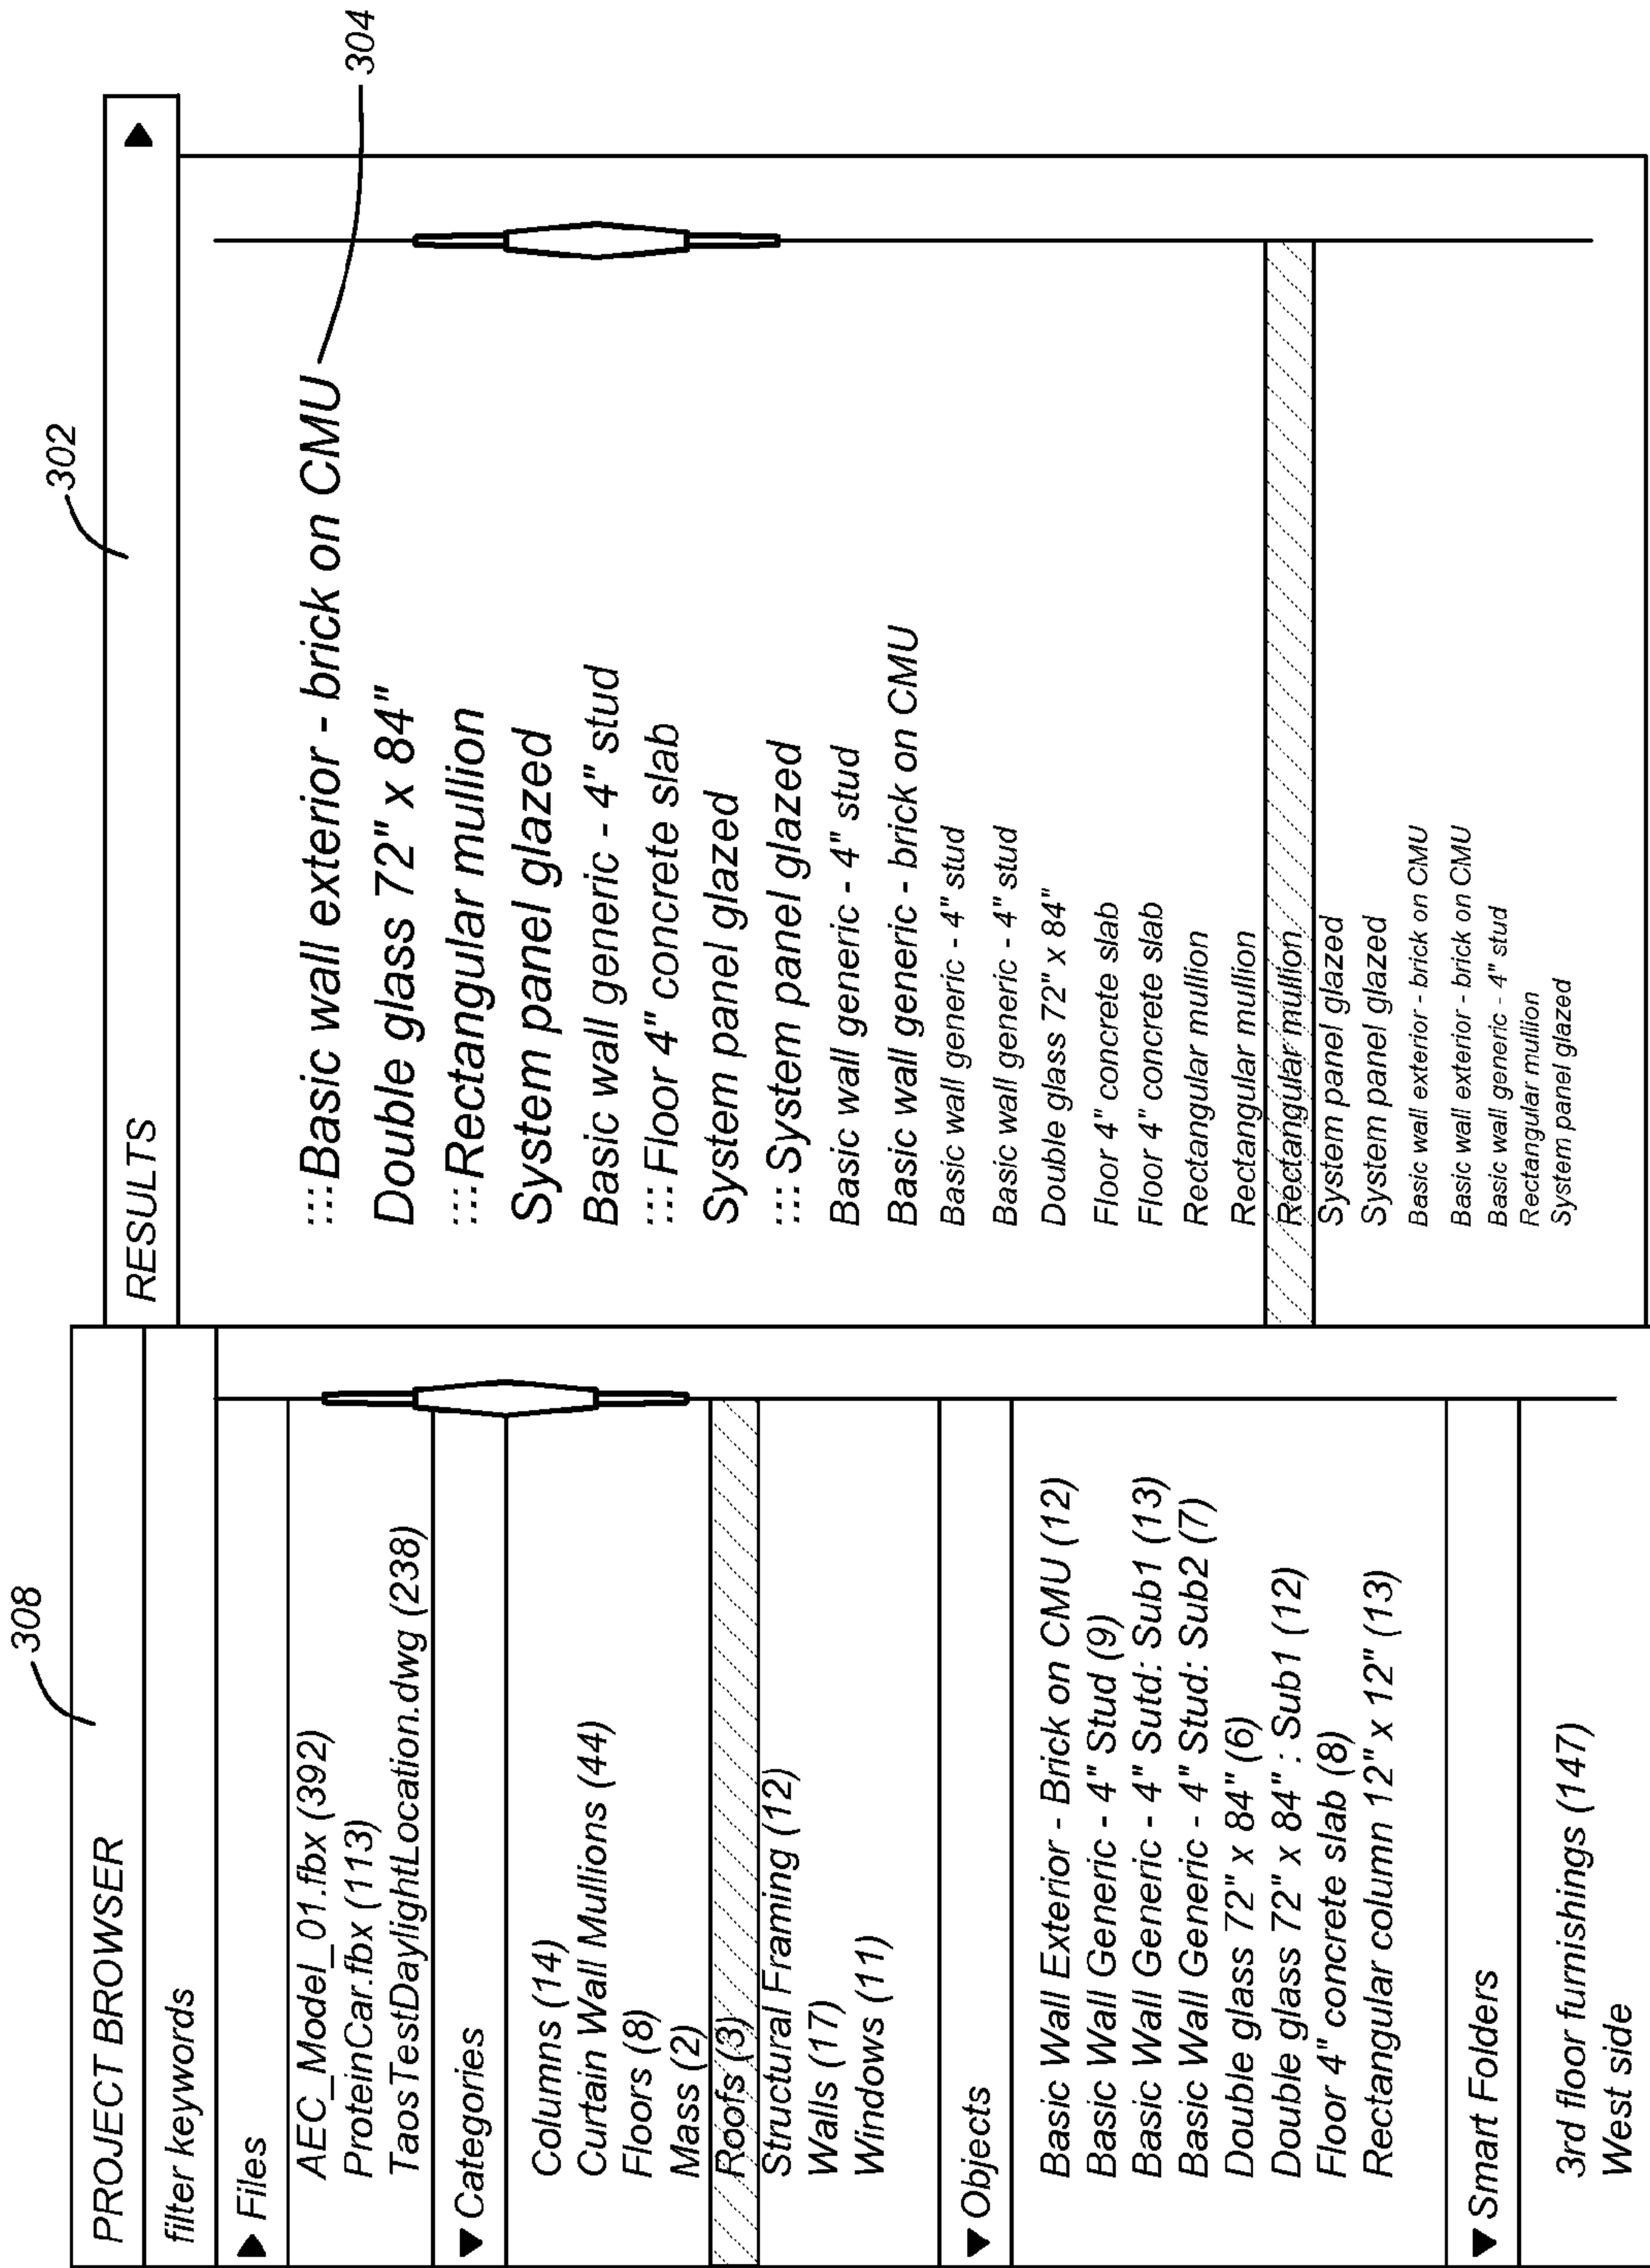 308
PROJECT BROWSER
filter keywords
▶ Files
AEC_Model_01.fbx (392)
ProteinCar.fbx (113)
TaosTestDaylightLocation.dwg (238)
▼ Categories
Columns (14)
Curtain Wall Mullions (44)
Floors (8)
Mass (2)
Roofs (3)
Structural Framing (12)
Walls (17)
Windows (11)
▼ Objects
Basic Wall Exterior - Brick on CMU (12)
Basic Wall Generic - 4" Stud (9)
Basic Wall Generic - 4" Sutd: Sub1 (13)
Basic Wall Generic - 4" Stud: Sub2 (7)
Double glass 72" x 84" (6)
Double glass 72" x 84" : Sub1 (12)
Floor 4" concrete slab (8)
Rectangular column 12" x 12" (13)
▼ Smart Folders
3rd floor furnishings (147)
West side
302
RESULTS
304
::::Basic wall exterior - brick on CMU
Double glass 72" x 84"
::::Rectangular mullion
System panel glazed
Basic wall generic - 4" stud
:::: Floor 4" concrete slab
System panel glazed
:::: System panel glazed
Basic wall generic - 4" stud
Basic wall generic - brick on CMU
Basic wall generic - 4" stud
Basic wall generic - 4" stud
Double glass 72" x 84"
Floor 4" concrete slab
Floor 4" concrete slab
Rectangular mullion
Rectangular mullion
Rectangular mullion
System panel glazed
System panel glazed
Basic wall exterior - brick on CMU
Basic wall exterior - brick on CMU
Basic wall generic - 4" stud
Rectangular mullion
System panel glazed